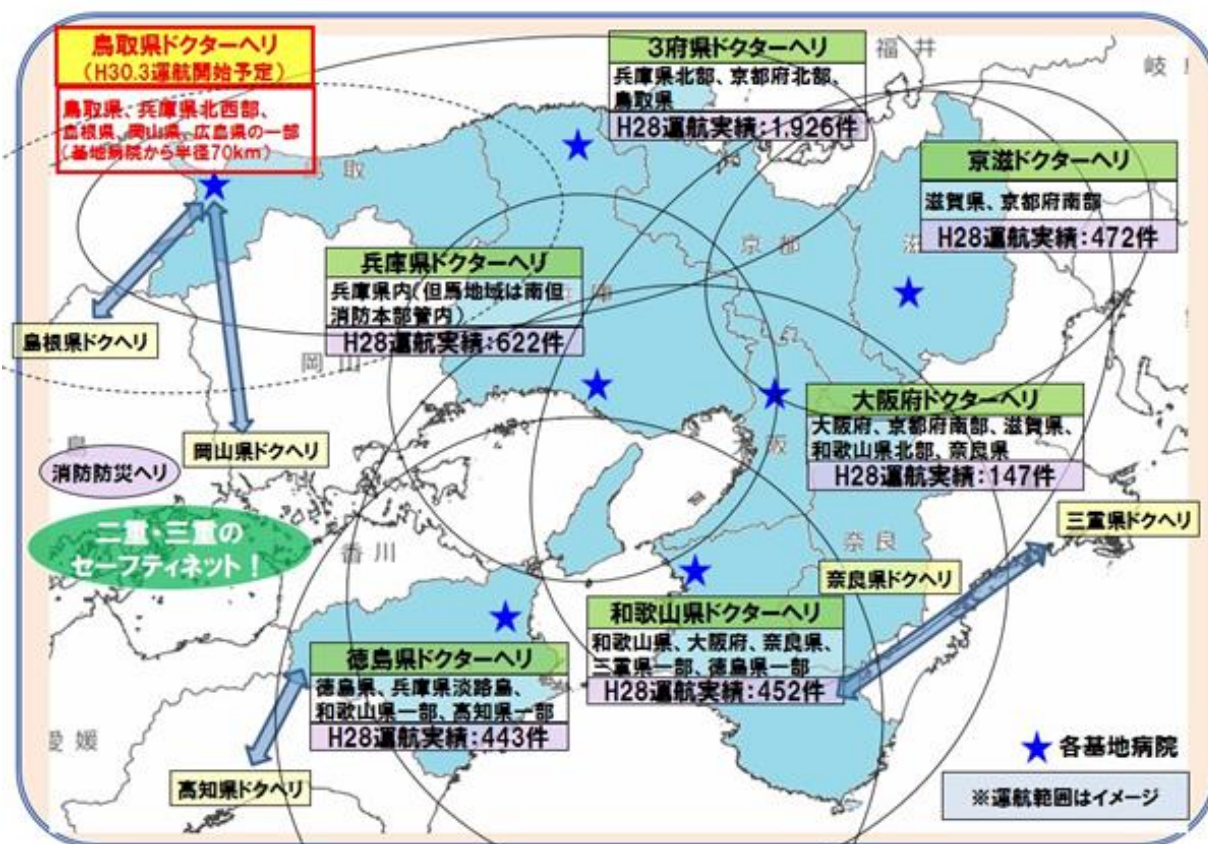 鳥取県ドクターヘリ
（H30.3運航開始予定）
鳥取県、兵庫県北西部、
島根県、岡山県、広島県の一部
（基地病院から半径70km）
3府県ドクターヘリ
兵庫県北部、京都府北部、
鳥取県
H28運航実績：1,926件
福井
岐
京滋ドクターヘリ
滋賀県、京都府南部
H28運航実績：472件
取
京都
兵庫県ドクターヘリ
兵庫県内（但馬地域は南但
消防本部管内）
H28運航実績：622件
島根県ドクヘリ
岡山
大阪府ドクターヘリ
大阪府、京都府南部、滋賀県、
和歌山県北部、奈良県
H28運航実績：147件
阪
岡山県ドクヘリ
島
消防防災ヘリ
二重・三重の
セーフティネット！
香川
三重県ドクヘリ
奈良
奈良県ドクヘリ
和歌山県ドクターヘリ
和歌山県、大阪府、奈良県、
三重県一部、徳島県一部
H28運航実績：452件
徳島県ドクターヘリ
徳島県、兵庫県淡路島、
和歌山県一部、高知県一部
H28運航実績：443件
愛媛
高知県ドクヘリ
各基地病院
※運航範囲はイメージ